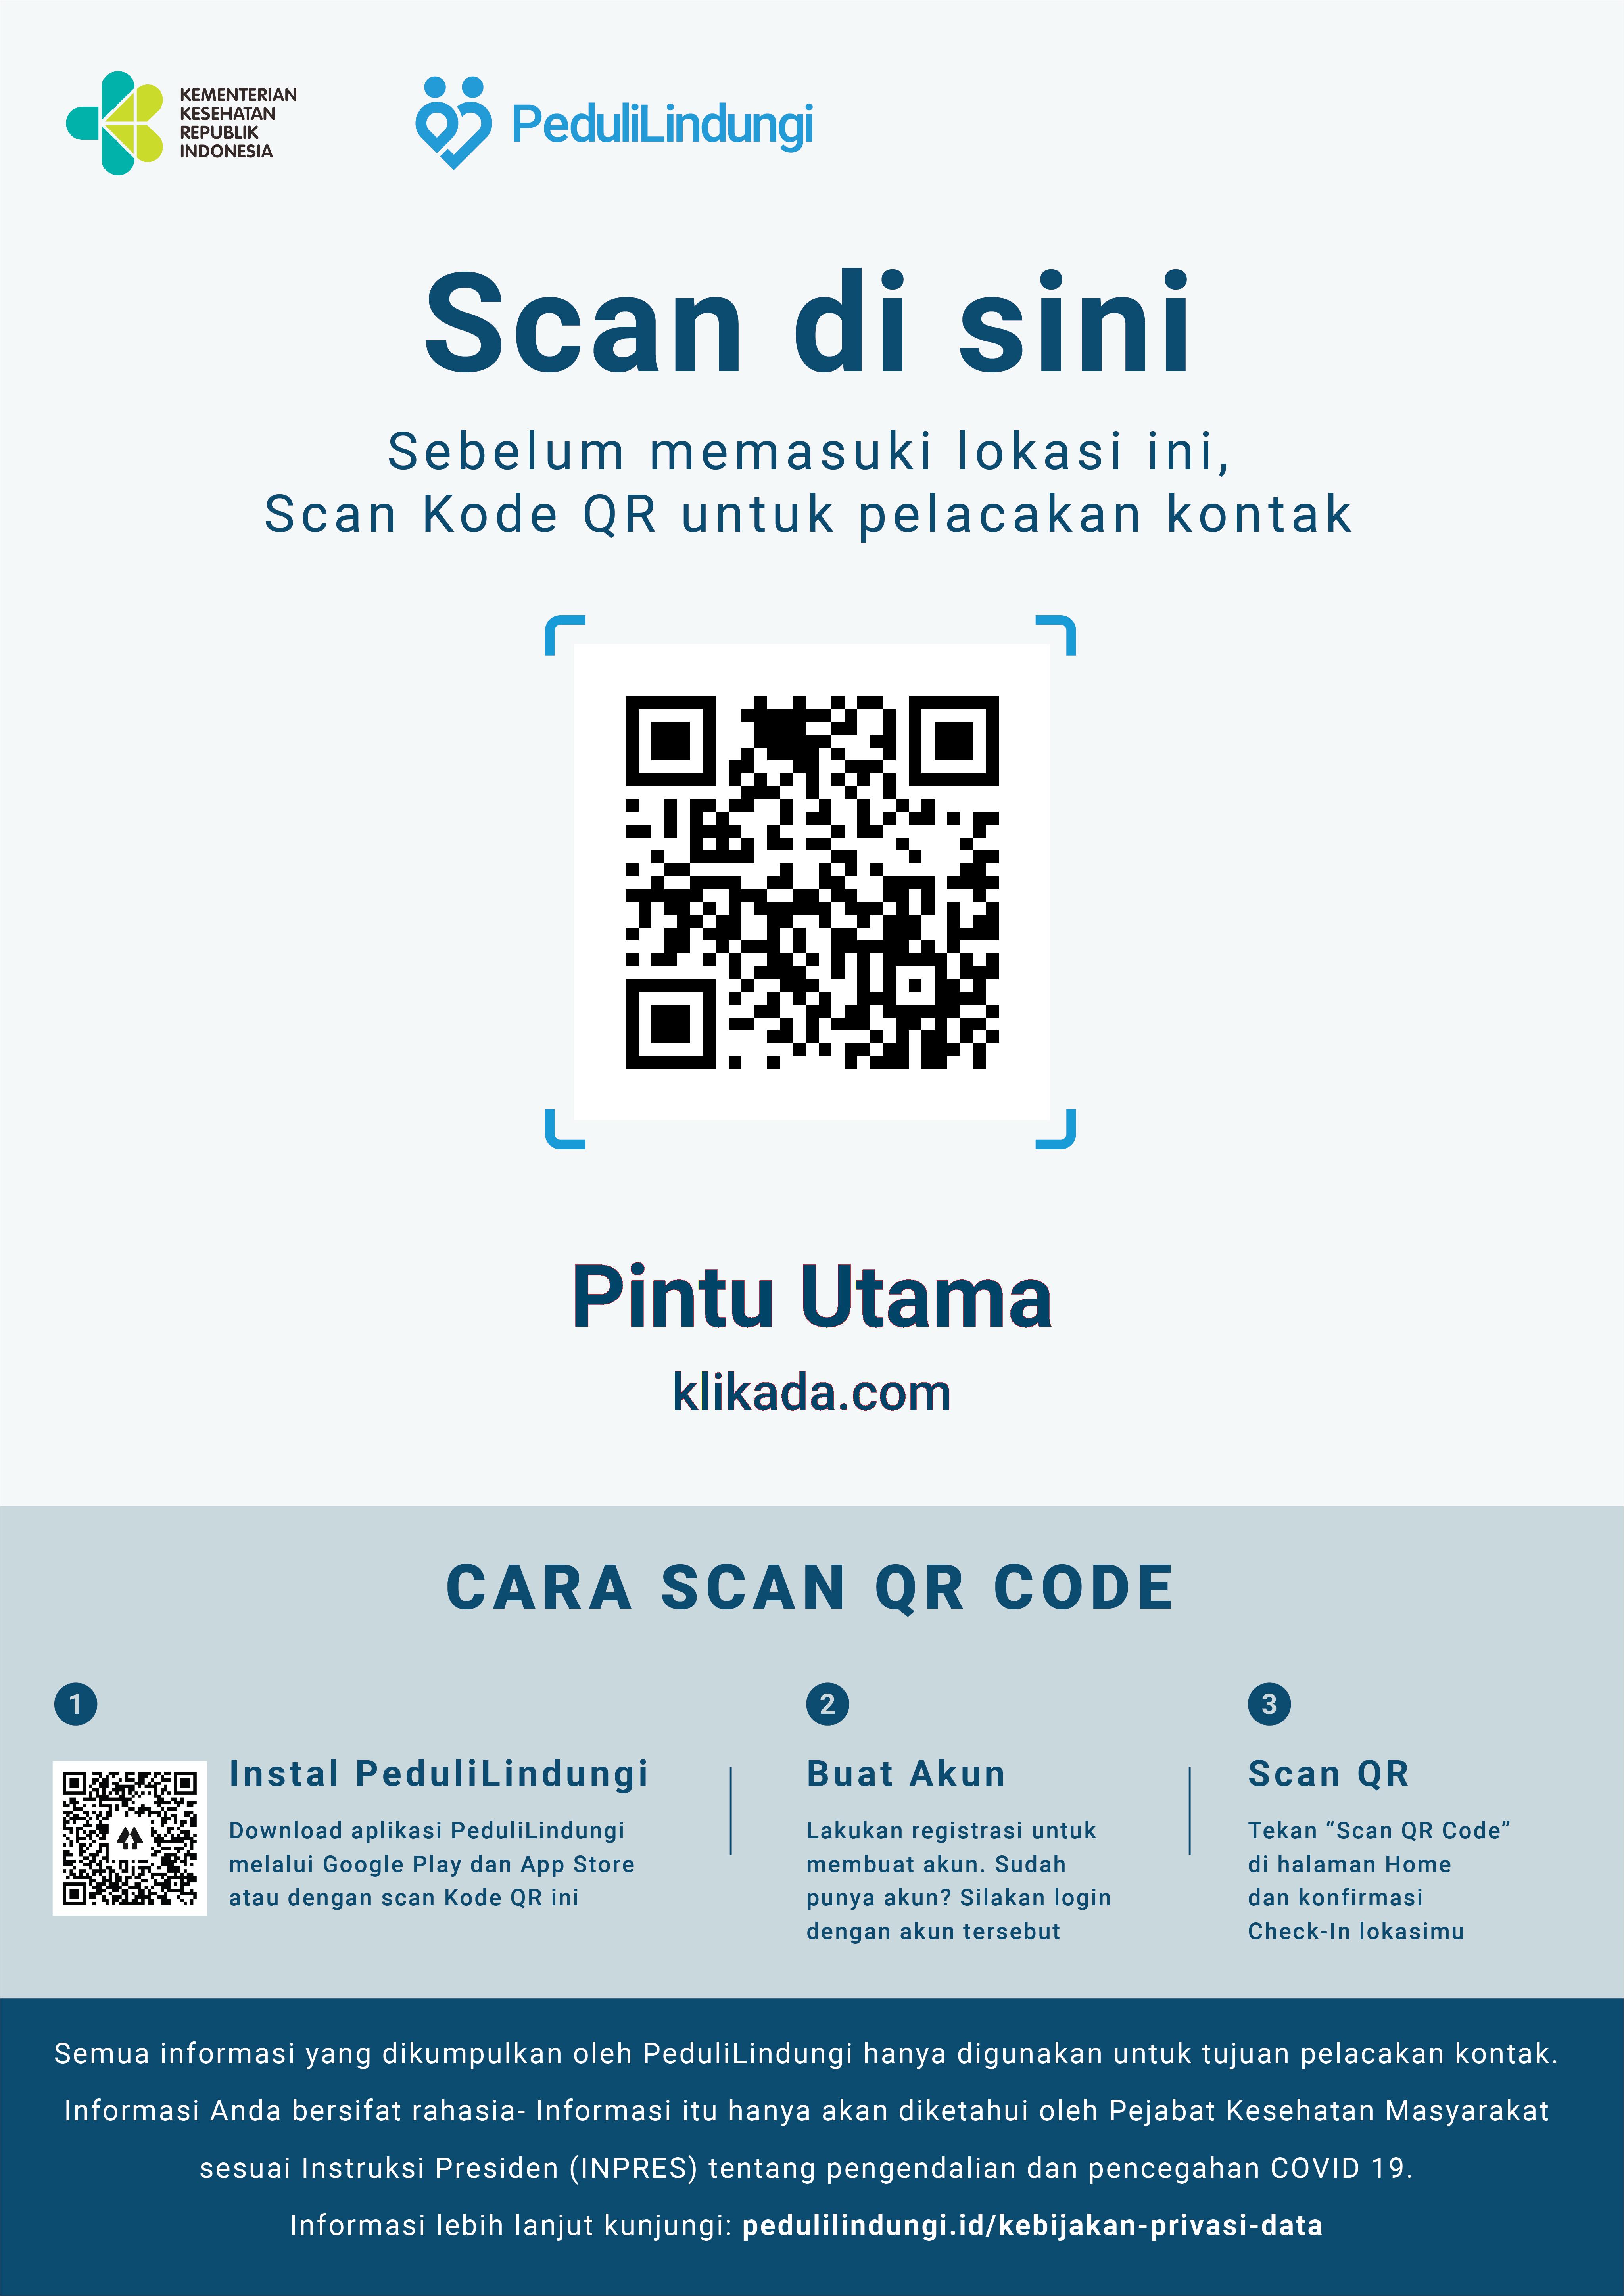 KEMENTERIAN
KESEHATAN
REPUBLIK
INDONESIA
PeduliLindungi
Scan di sini
Sebelum memasuki lokasi ini,
Scan Kode QR untuk pelacakan kontak
Pintu Utama
klikada.com
CARA SCAN QR CODE
1
Instal PeduliLindungi
Download aplikasi PeduliLindungi
melalui Google Play dan App Store
atau dengan scan Kode QR ini
2
Buat Akun
Lakukan registrasi untuk
membuat akun. Sudah
punya akun? Silakan login
dengan akun tersebut
3
Scan QR
Tekan “Scan QR Code”
di halaman Home
dan konfirmasi
Check-In lokasimu
Semua informasi yang dikumpulkan oleh PeduliLindungi hanya digunakan untuk tujuan pelacakan kontak.
Informasi Anda bersifat rahasia- Informasi itu hanya akan diketahui oleh Pejabat Kesehatan Masyarakat
sesuai Instruksi Presiden (INPRES) tentang pengendalian dan pencegahan COVID 19.
Informasi lebih lanjut kunjungi: pedulilindungi.id/kebijakan-privasi-data